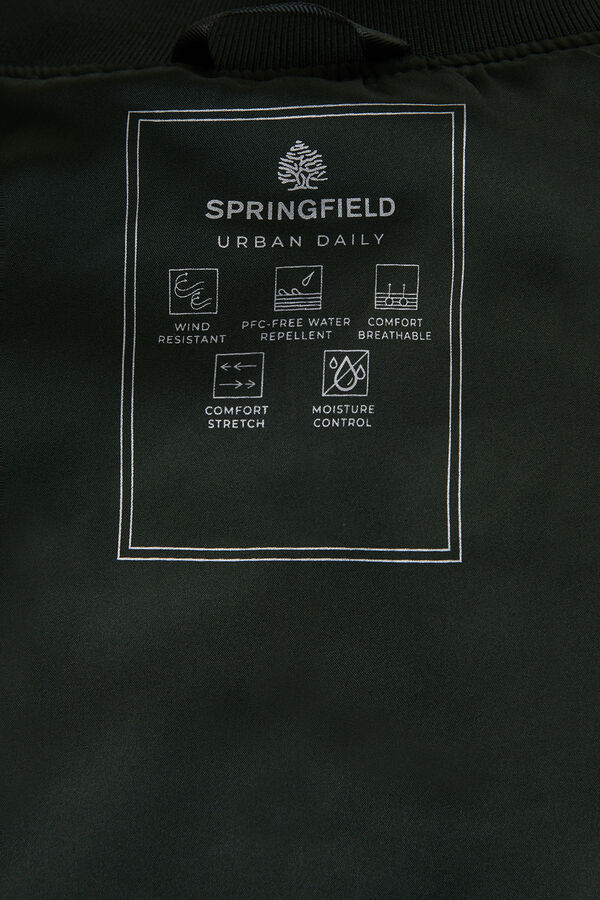 SPRINGFIELD
URBAN DAILY
WIND
RESISTANT
PFC-FREE WATER
REPELLENT
COMFORT
BREATHABLE
COMFORT
STRETCH
MOISTURE
CONTROL